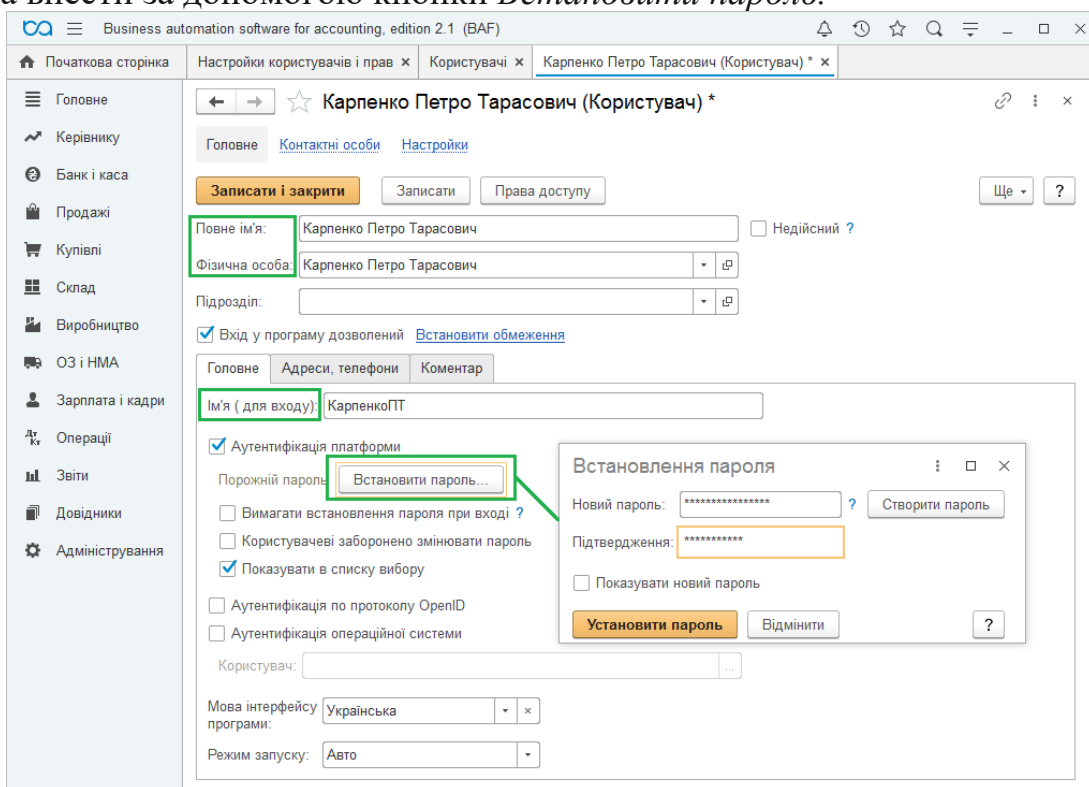 а внести за допомогою кнопки Встановити пароль.
Business automation software for accounting, edition 2.1 (BAF)
Початкова сторінка
Настройки користувачів і прав ×
Користувачі ×
Карпенко Петро Тарасович (Користувач) * ×
Головне
Керівнику
Банк і каса
Продажі
Купівлі
Склад
Виробництво
ОЗ і НМА
Зарплата і кадри
Дт Кт Операції
Звіти
Довідники
Адміністрування
Карпенко Петро Тарасович (Користувач) *
Головне Контактні особи Настройки
Записати і закрити Записати Права доступу Ще ?
Повне ім'я: Карпенко Петро Тарасович Недійсний ?
Фізична особа: Карпенко Петро Тарасович
Підрозділ:
Вхід у програму дозволений Встановити обмеження
Головне Адреси, телефони Коментар
Ім'я ( для входу): КарпенкоПТ
Аутентифікація платформи
Порожній пароль Встановити пароль...
Вимагати встановлення пароля при вході ?
Користувачеві заборонено змінювати пароль
Показувати в списку вибору
Аутентифікація по протоколу OpenID
Аутентифікація операційної системи
Користувач: ...
Мова інтерфейсу
програми: Українська ×
Режим запуску: Авто
Встановлення пароля
Новий пароль: **************** ? Створити пароль
Підтвердження: ***********
Показувати новий пароль
Установити пароль Відмінити ?